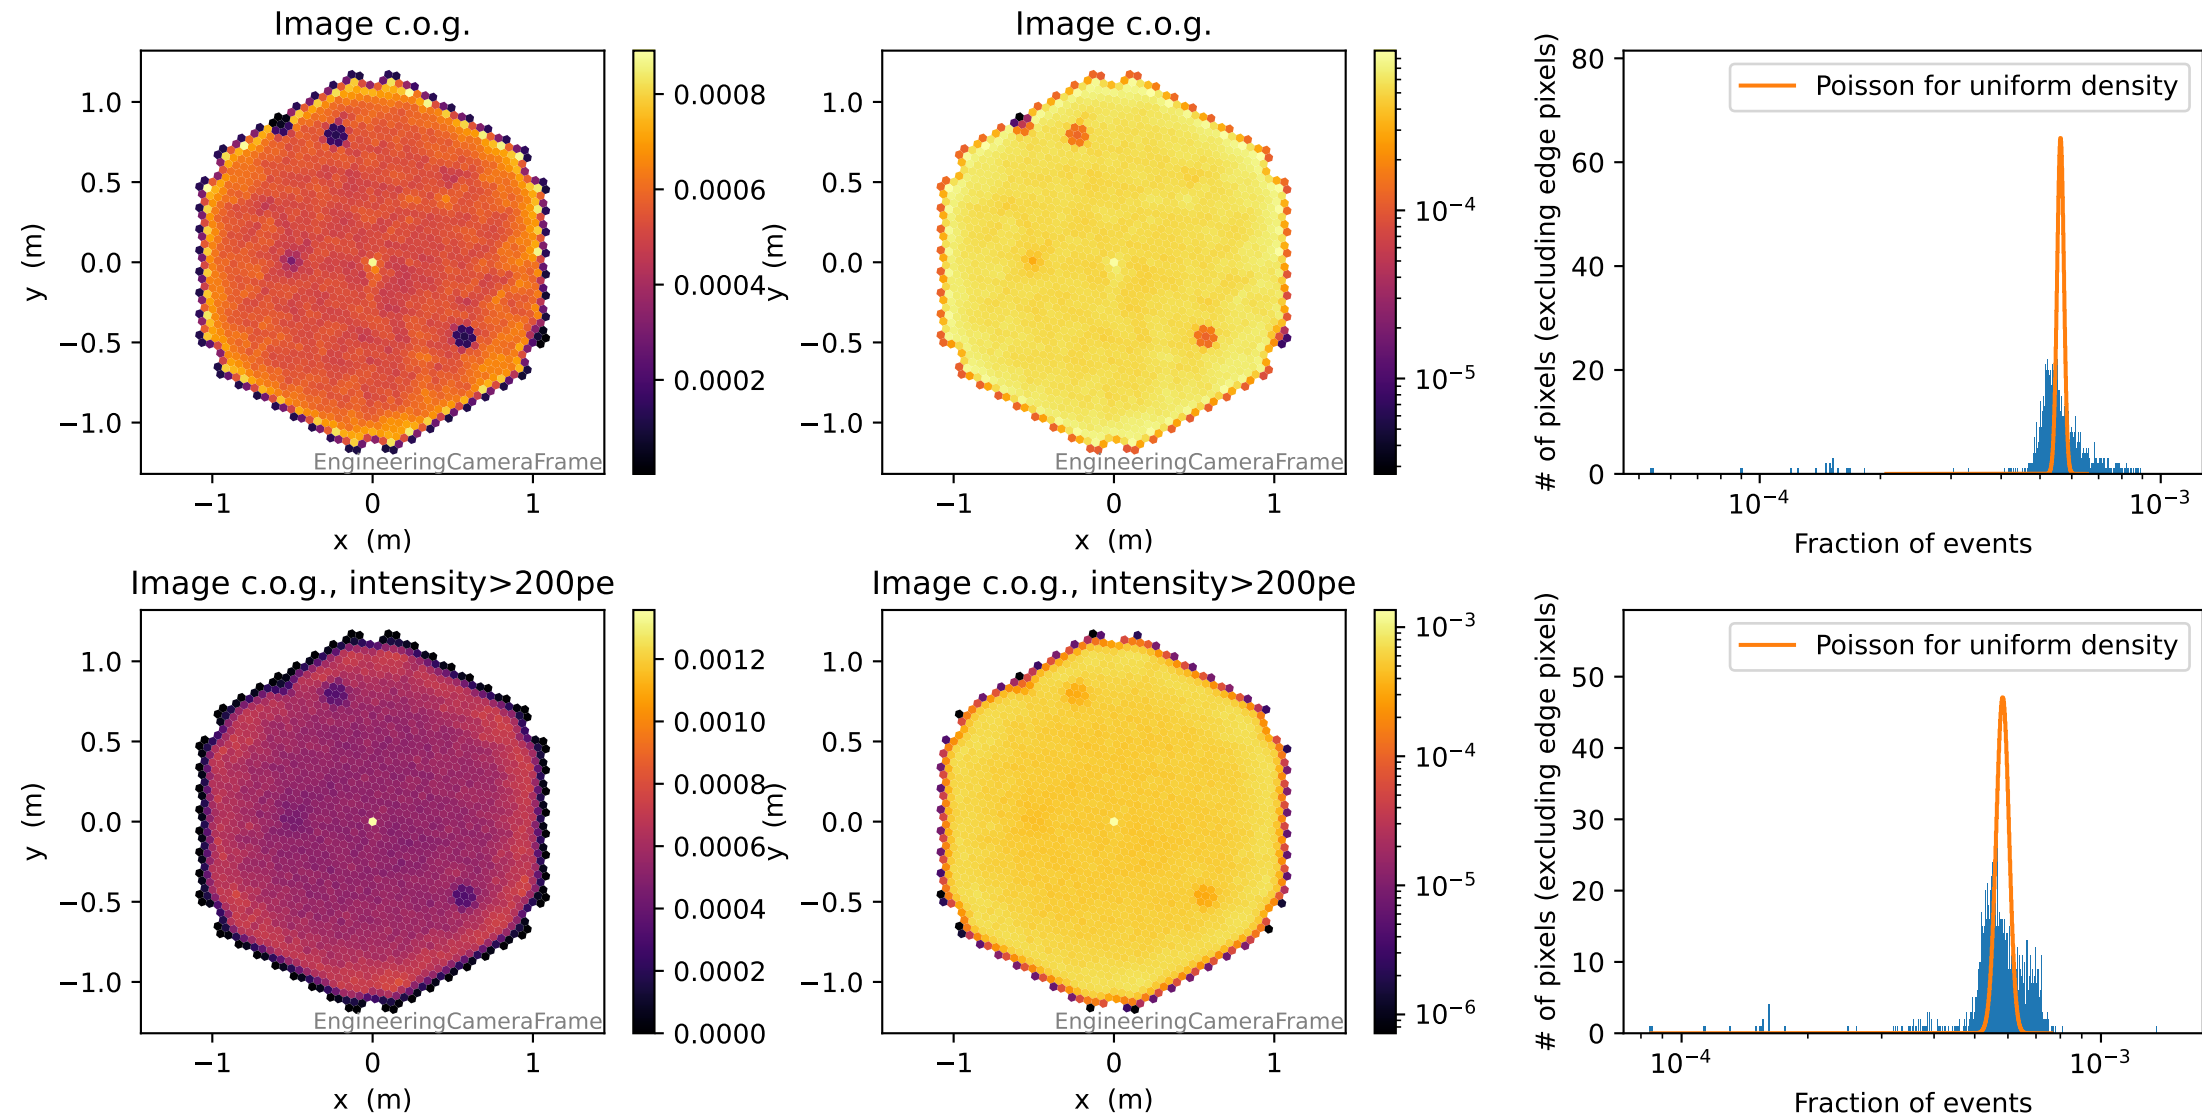 Image c.o.g.
1.0
0.5
0.0
−0.5
−1.0
y (m)
EngineeringCameraFrame
−1
0
1
x (m)
0.0008
0.0006
0.0004
0.0002
Image c.o.g.
1.0
0.5
0.0
−0.5
−1.0
y (m)
EngineeringCameraFrame
−1
0
1
x (m)
10⁻⁴
10⁻⁵
# of pixels (excluding edge pixels)
80
60
40
20
0
Poisson for uniform density
10⁻⁴
10⁻³
Fraction of events
Image c.o.g., intensity>200pe
1.0
0.5
0.0
−0.5
−1.0
y (m)
EngineeringCameraFrame
−1
0
1
x (m)
0.0012
0.0010
0.0008
0.0006
0.0004
0.0002
0.0000
Image c.o.g., intensity>200pe
1.0
0.5
0.0
−0.5
−1.0
y (m)
EngineeringCameraFrame
−1
0
1
x (m)
10⁻³
10⁻⁴
10⁻⁵
10⁻⁶
# of pixels (excluding edge pixels)
50
40
30
20
10
0
Poisson for uniform density
10⁻⁴
10⁻³
Fraction of events